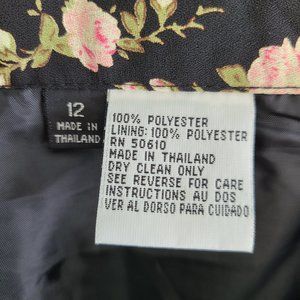 12
MADE IN
THAILAND
100% POLYESTER
LINING: 100% POLYESTER
RN 50610
MADE IN THAILAND
DRY CLEAN ONLY
SEE REVERSE FOR CARE
INSTRUCTIONS AU DOS
VER AL DORSO PARA CUIDADO